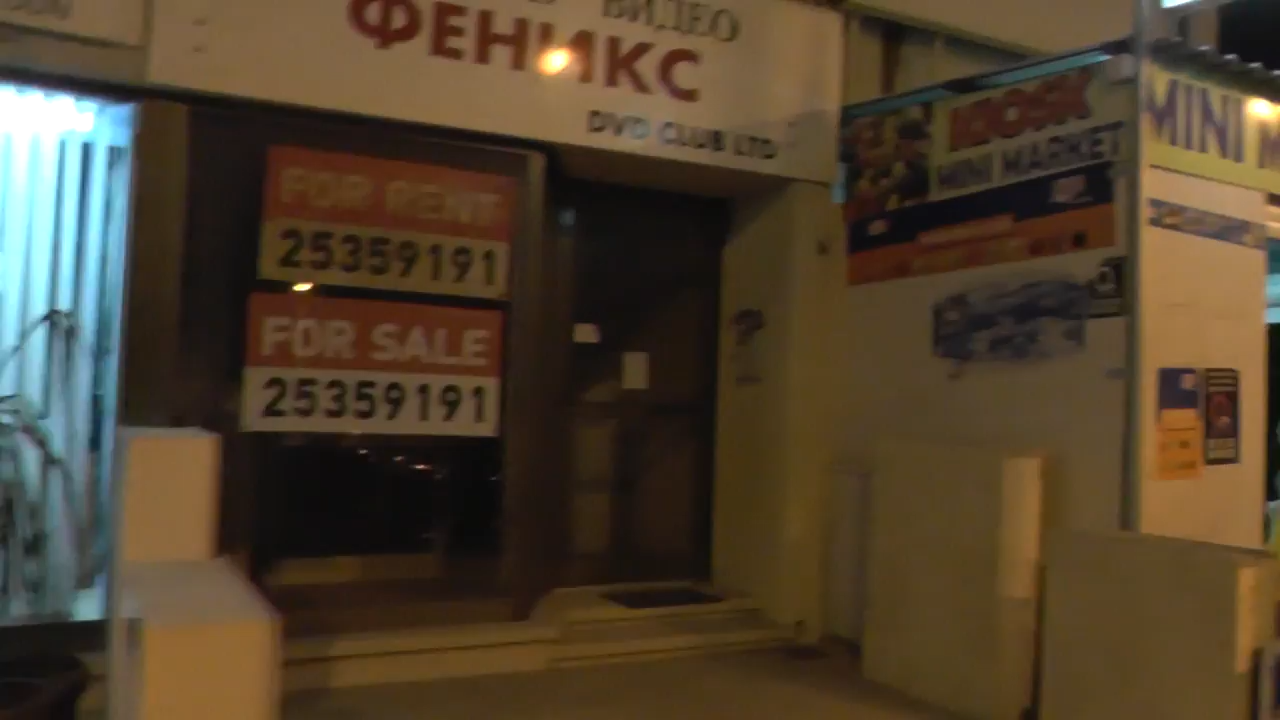 ВИДЕО
ФЕНИКС
DVD CLUB LTD
FOR RENT
25359191
FOR SALE
25359191
KIOSK
MINI MARKET
MINI